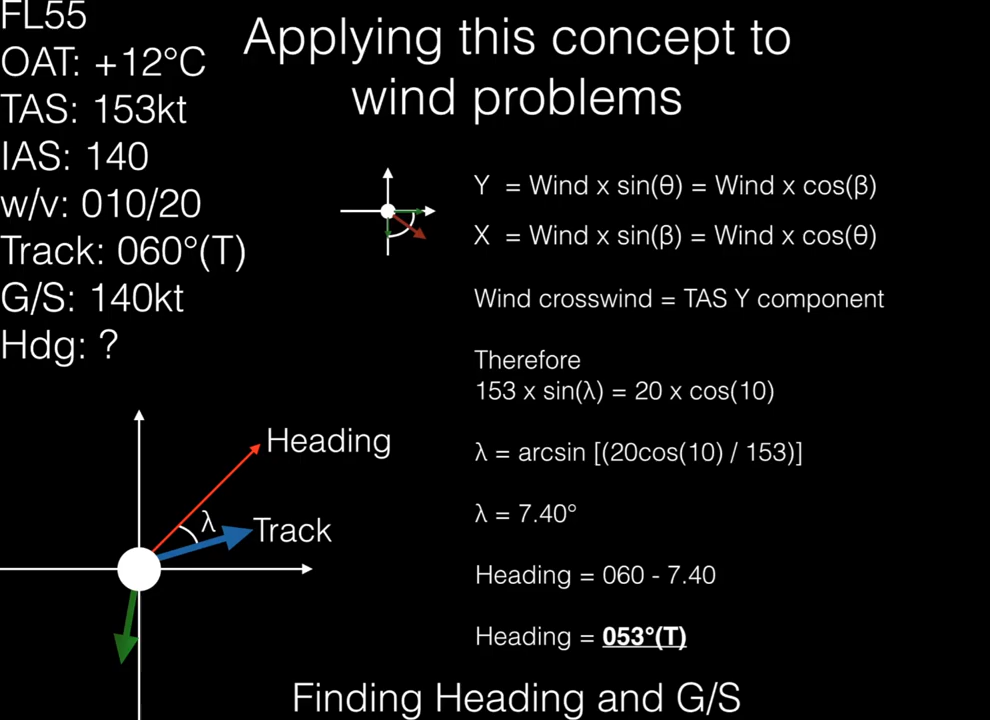 FL55
OAT: +12°C
TAS: 153kt
IAS: 140
w/v: 010/20
Track: 060°(T)
G/S: 140kt
Hdg: ?
Applying this concept to
wind problems
Y = Wind x sin(θ) = Wind x cos(β)
X = Wind x sin(β) = Wind x cos(θ)
Wind crosswind = TAS Y component
Therefore
153 x sin(λ) = 20 x cos(10)
λ = arcsin [(20cos(10) / 153)]
λ = 7.40°
Heading = 060 - 7.40
Heading = 053°(T)
Heading
λ
Track
Finding Heading and G/S